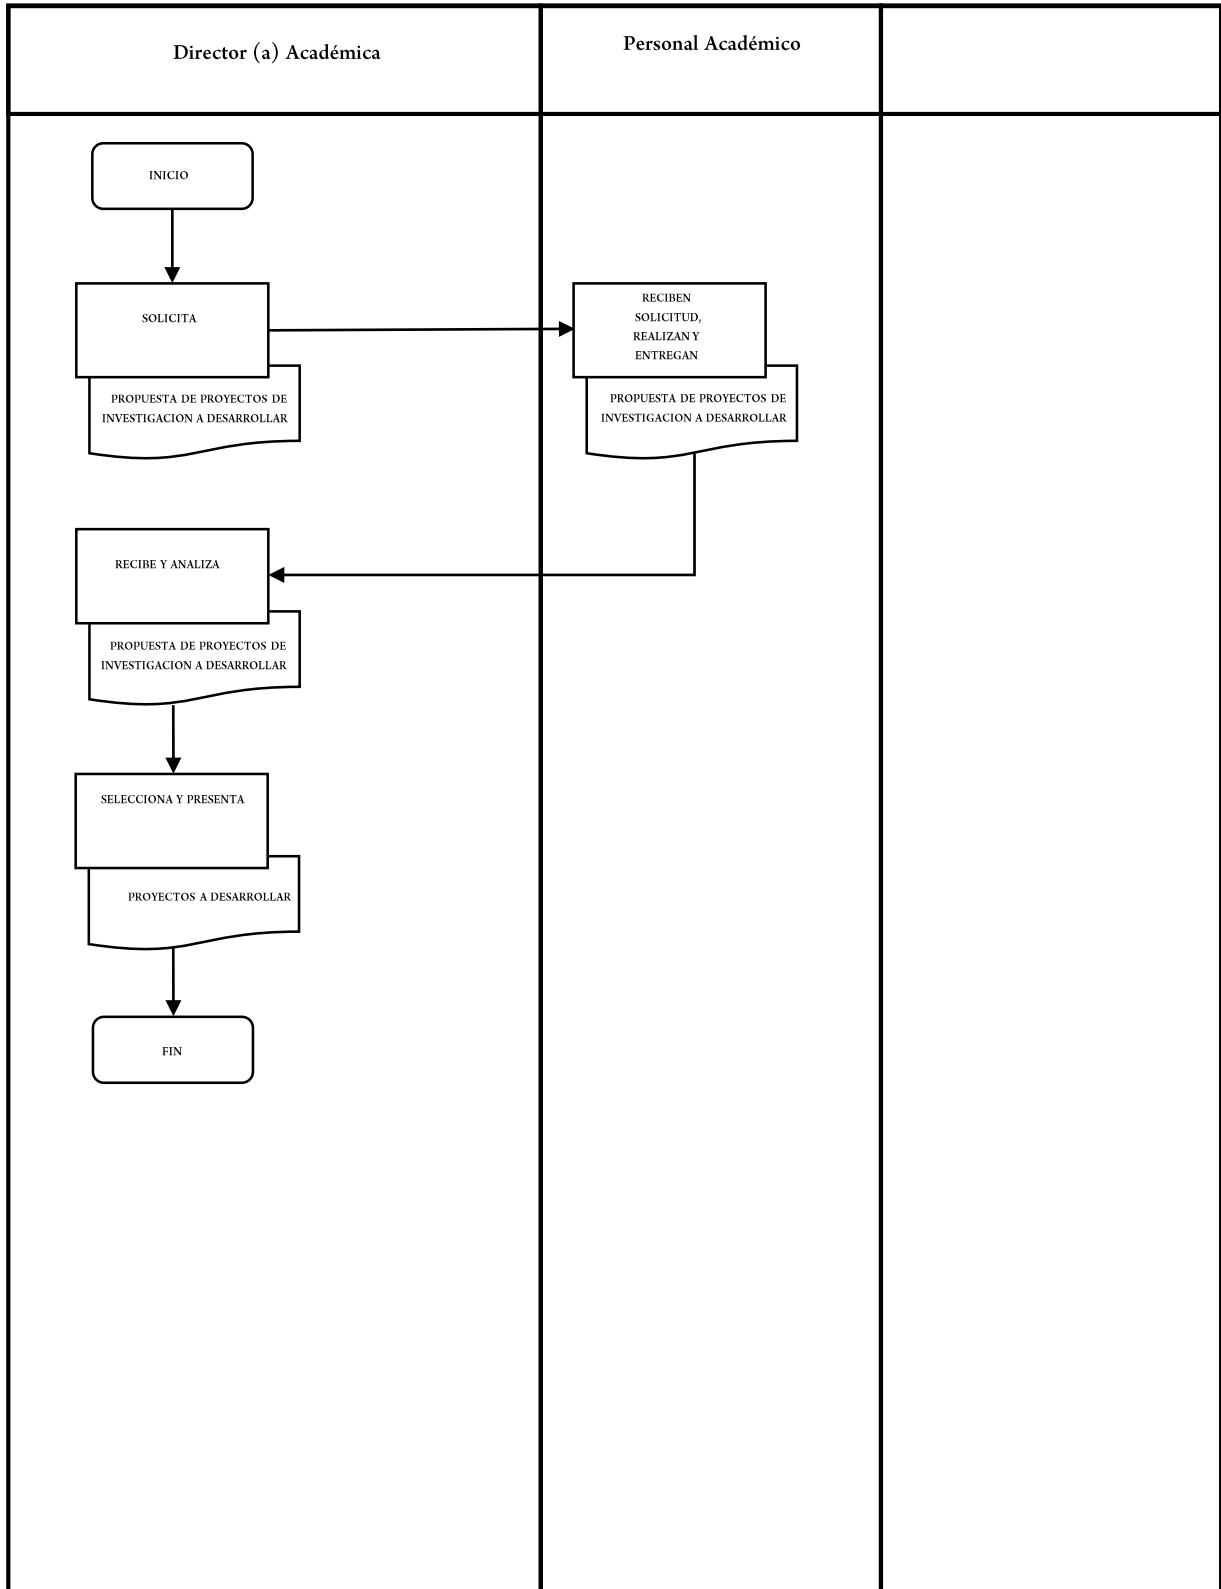 Director (a) Académica
Personal Académico
INICIO
SOLICITA
PROPUESTA DE PROYECTOS DE
INVESTIGACION A DESARROLLAR
RECIBEN
SOLICITUD,
REALIZAN Y
ENTREGAN
PROPUESTA DE PROYECTOS DE
INVESTIGACION A DESARROLLAR
RECIBE Y ANALIZA
PROPUESTA DE PROYECTOS DE
INVESTIGACION A DESARROLLAR
SELECCIONA Y PRESENTA
PROYECTOS A DESARROLLAR
FIN